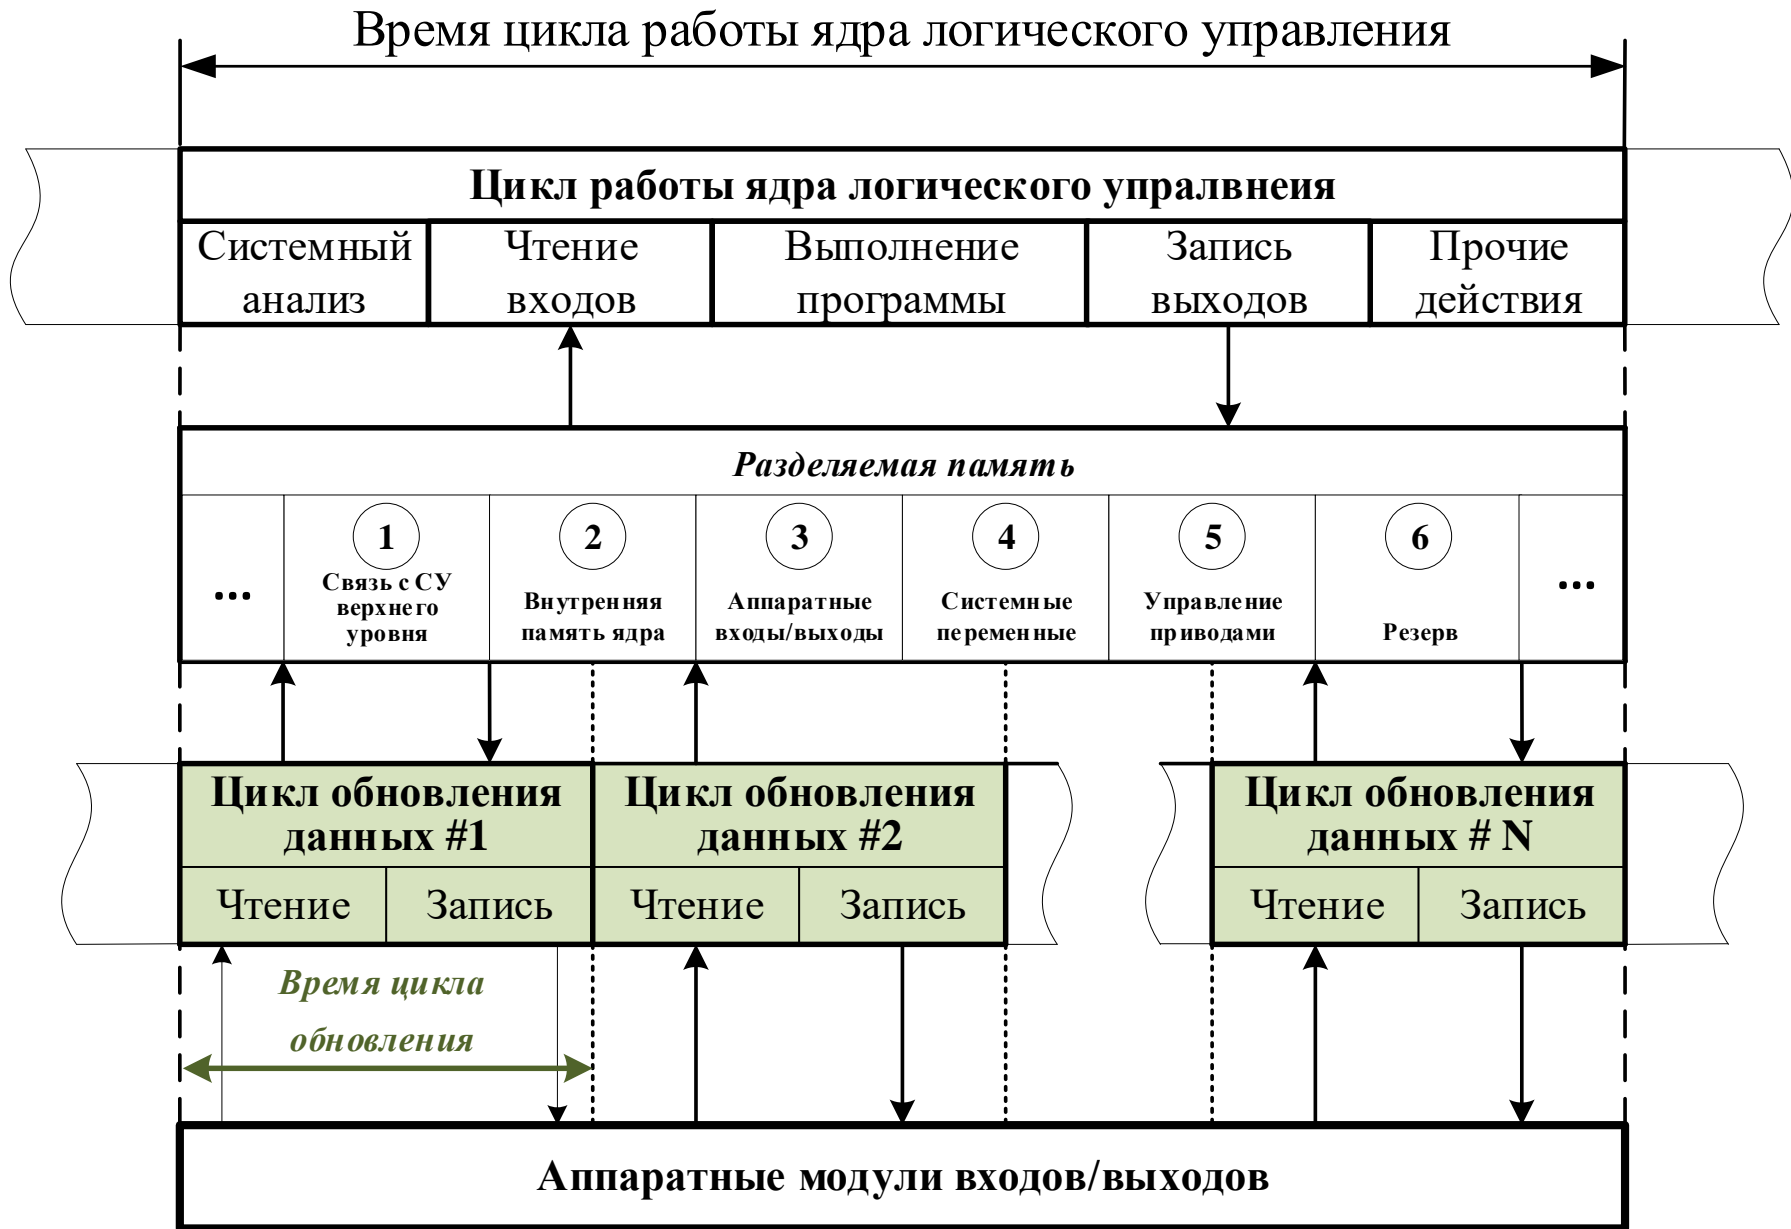 Время цикла работы ядра логического управления
Цикл работы ядра логического упралвнеия
Системный
анализ
Чтение
входов
Выполнение
программы
Запись
выходов
Прочие
действия
Разделяемая память
...
1
Связь с СУ
верхнего
уровня
2
Внутренняя
память ядра
3
Аппаратные
входы/выходы
4
Системные
переменные
5
Управление
приводами
6
Резерв
...
Цикл обновления
данных #1
Чтение
Запись
Цикл обновления
данных #2
Чтение
Запись
Цикл обновления
данных # N
Чтение
Запись
Время цикла
обновления
Аппаратные модули входов/выходов